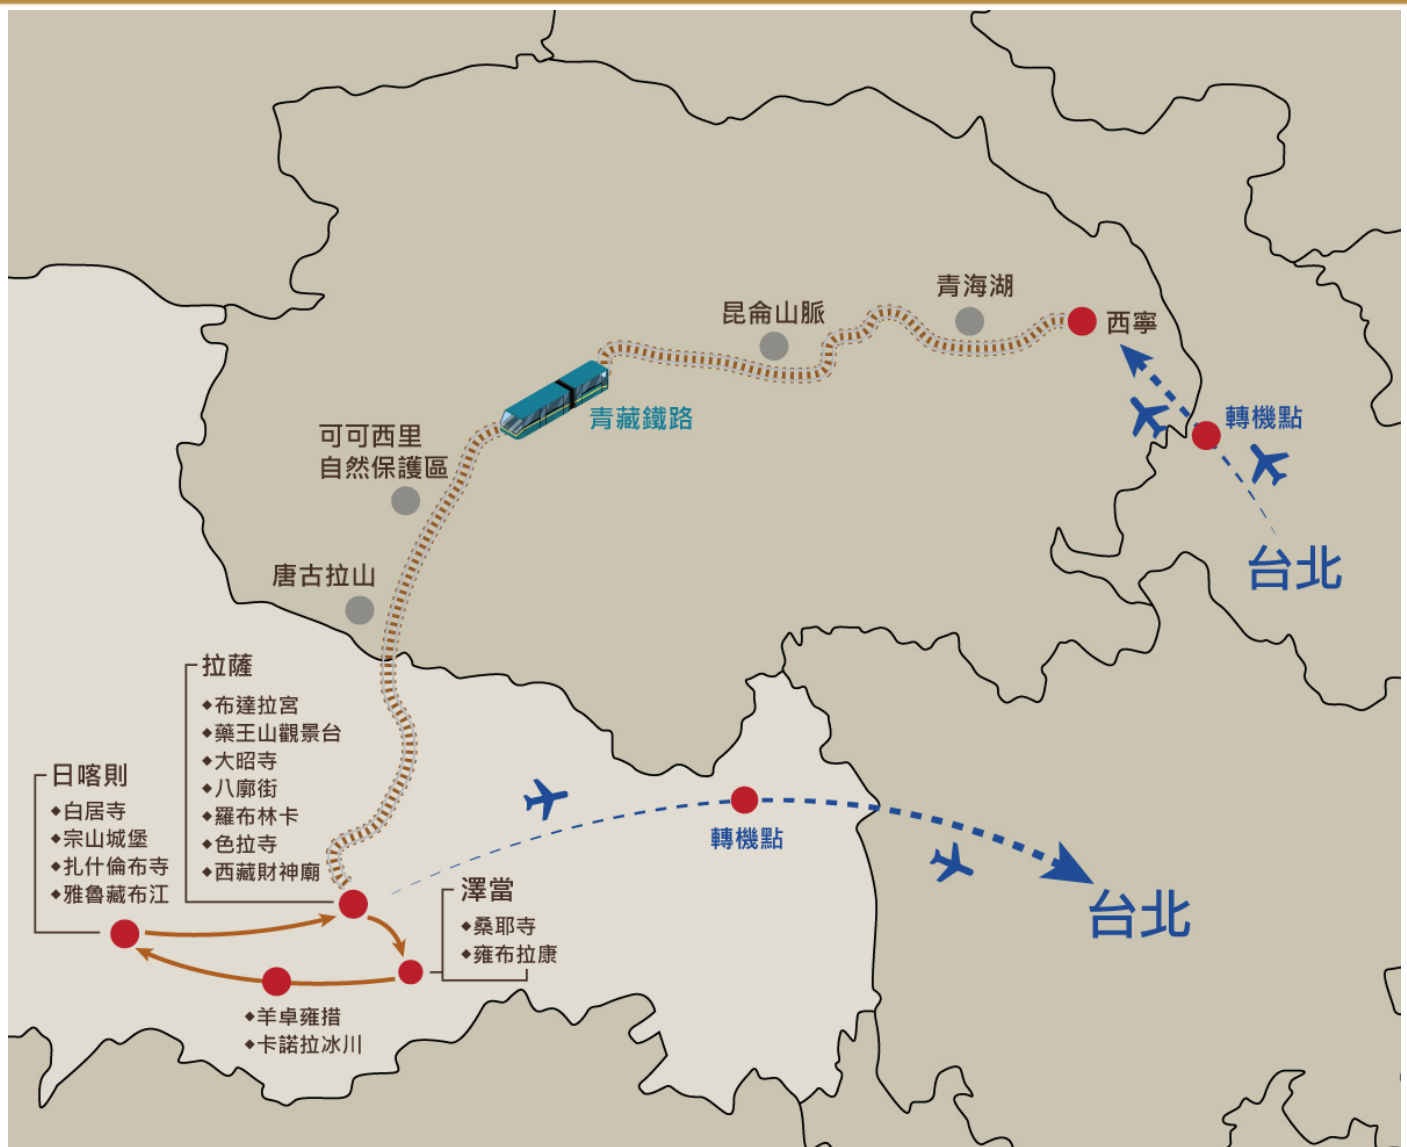 青海湖
昆侖山脈
西寧
青藏鐵路
轉機點
可可西里
自然保護區
台北
唐古拉山
拉薩
◆布達拉宮
◆藥王山觀景台
◆大昭寺
◆八廓街
◆羅布林卡
◆色拉寺
◆西藏財神廟
日喀則
◆白居寺
◆宗山城堡
◆扎什倫布寺
◆雅魯藏布江
轉機點
澤當
◆桑耶寺
◆雍布拉康
台北
◆羊卓雍措
◆卡諾拉冰川